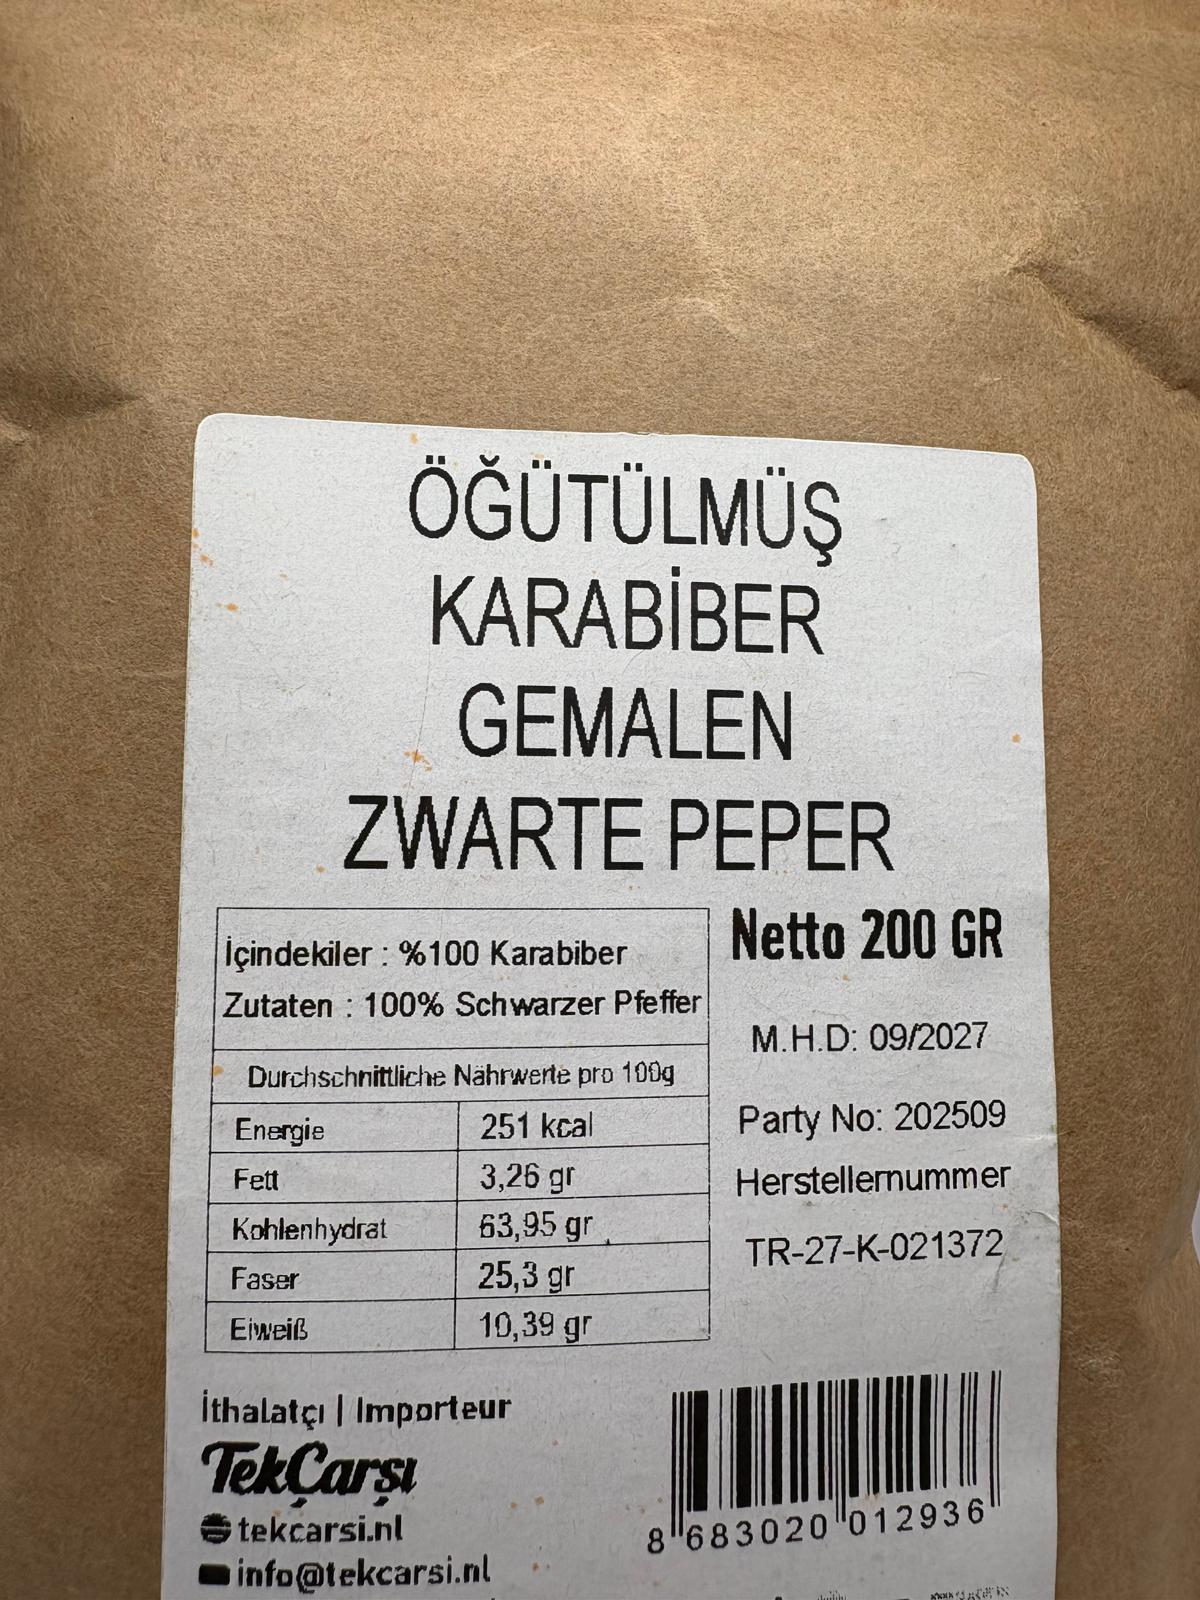 ÖĞÜTÜLMÜŞ
KARABİBER
GEMALEN
ZWARTE PEPER
İçindekiler : %100 Karabiber
Zutaten : 100% Schwarzer Pfeffer
Durchschnittliche Nährwerte pro 100g
Energie 251 kcal
Fett 3,26 gr
Kohlenhydrat 63,95 gr
Faser 25,3 gr
Eiweiß 10,39 gr
Netto 200 GR
M.H.D: 09/2027
Party No: 202509
Herstellernummer
TR-27-K-021372
İthalatçı | Importeur
TekÇarşı
tekcarsi.nl
info@tekcarsi.nl
8 683020 012936